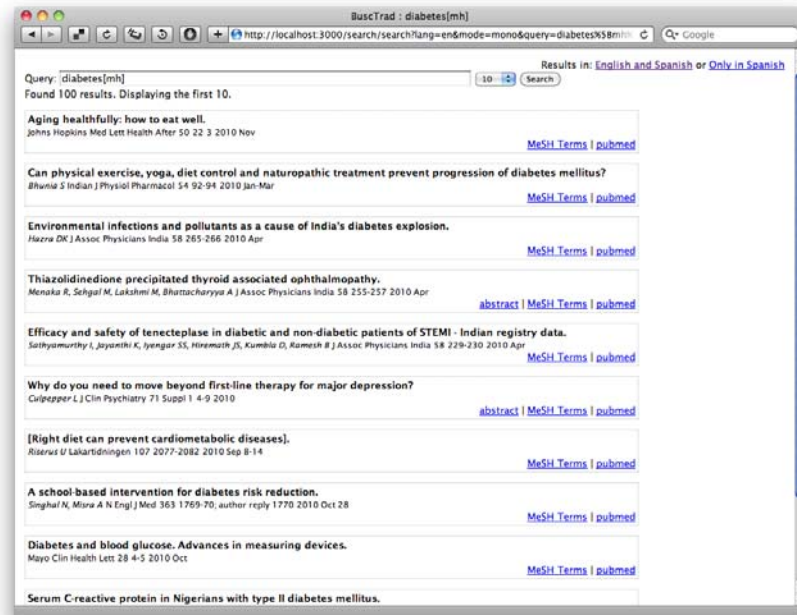 BuscTrad : diabetes[mh]
http://localhost:3000/search/search?lang=en&mode=mono&query=diabetes%5Bmh
Google
Results in: English and Spanish or Only in Spanish
Query: diabetes[mh] 10 Search
Found 100 results. Displaying the first 10.
Aging healthfully: how to eat well.
Johns Hopkins Med Lett Health After 50 22 3 2010 Nov
MeSH Terms | pubmed
Can physical exercise, yoga, diet control and naturopathic treatment prevent progression of diabetes mellitus?
Bhunia S Indian J Physiol Pharmacol 54 92-94 2010 Jan-Mar
MeSH Terms | pubmed
Environmental infections and pollutants as a cause of India's diabetes explosion.
Hazra DK J Assoc Physicians India 58 265-266 2010 Apr
MeSH Terms | pubmed
Thiazolidinedione precipitated thyroid associated ophthalmopathy.
Menaka R, Sehgal M, Lakshmi M, Bhattacharyya A J Assoc Physicians India 58 255-257 2010 Apr
abstract | MeSH Terms | pubmed
Efficacy and safety of tenecteplase in diabetic and non-diabetic patients of STEMI - Indian registry data.
Sathyamurthy I, Jayanthi K, Iyengar SS, Hiremath JS, Kumbla D, Ramesh B J Assoc Physicians India 58 229-230 2010 Apr
MeSH Terms | pubmed
Why do you need to move beyond first-line therapy for major depression?
Culpepper L J Clin Psychiatry 71 Suppl 1 4-9 2010
abstract | MeSH Terms | pubmed
[Right diet can prevent cardiometabolic diseases].
Riserus U Lakartidningen 107 2077-2082 2010 Sep 8-14
MeSH Terms | pubmed
A school-based intervention for diabetes risk reduction.
Singhal N, Misra A N Engl J Med 363 1769-70; author reply 1770 2010 Oct 28
MeSH Terms | pubmed
Diabetes and blood glucose. Advances in measuring devices.
Mayo Clin Health Lett 28 4-5 2010 Oct
MeSH Terms | pubmed
Serum C-reactive protein in Nigerians with type II diabetes mellitus.